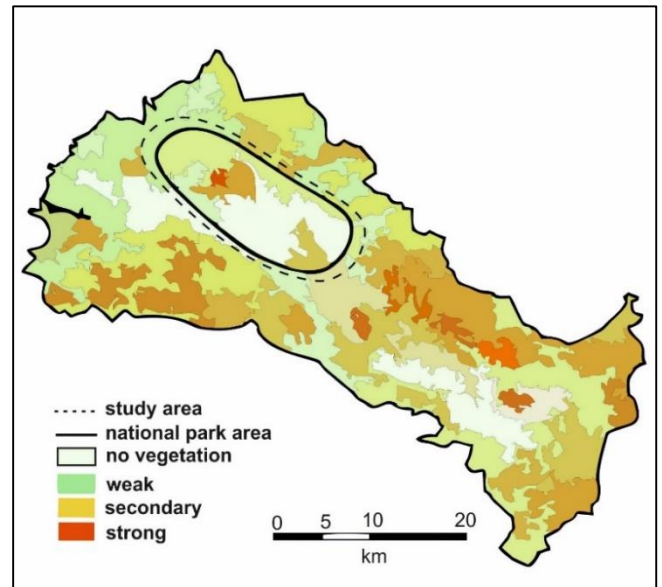 study area
national park area
no vegetation
weak
secondary
strong
0 5 10 20
km